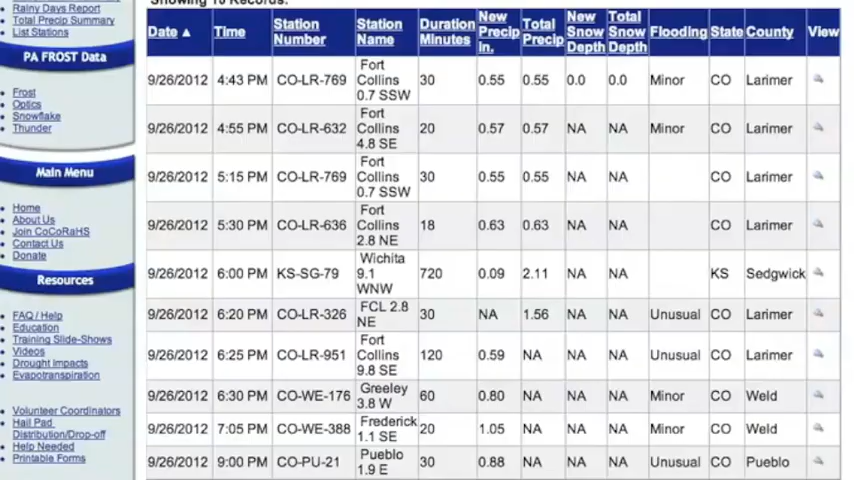 Showing 10 Records.
Rainy Days Report
Total Precip Summary
List Stations
PA FROST Data
Frost
Optics
Snowflake
Thunder
Main Menu
Home
About Us
Join CoCoRaHS
Contact Us
Donate
Resources
FAQ / Help
Education
Training Slide-Shows
Videos
Drought Impacts
Evapotranspiration
Volunteer Coordinators
Hail Pad
Distribution/Drop-off
Help Needed
Printable Forms
Date ▲ Time Station Number Station Name Duration Minutes New Precip in. Total Precip New Snow Depth Total Snow Depth Flooding State County View
9/26/2012 4:43 PM CO-LR-769 Fort Collins 0.7 SSW 30 0.55 0.55 0.0 0.0 Minor CO Larimer
9/26/2012 4:55 PM CO-LR-632 Fort Collins 4.8 SE 20 0.57 0.57 NA NA Minor CO Larimer
9/26/2012 5:15 PM CO-LR-769 Fort Collins 0.7 SSW 30 0.55 0.55 NA NA CO Larimer
9/26/2012 5:30 PM CO-LR-636 Fort Collins 2.8 NE 18 0.63 0.63 NA NA CO Larimer
9/26/2012 6:00 PM KS-SG-79 Wichita 9.1 WNW 720 0.09 2.11 NA NA KS Sedgwick
9/26/2012 6:20 PM CO-LR-326 FCL 2.8 NE 30 NA 1.56 NA NA Unusual CO Larimer
9/26/2012 6:25 PM CO-LR-951 Fort Collins 9.8 SE 120 0.59 NA NA NA Unusual CO Larimer
9/26/2012 6:30 PM CO-WE-176 Greeley 3.8 W 60 0.80 NA NA NA Minor CO Weld
9/26/2012 7:05 PM CO-WE-388 Frederick 1.1 SE 20 1.05 NA NA NA Minor CO Weld
9/26/2012 9:00 PM CO-PU-21 Pueblo 1.9 E 30 0.88 NA NA NA Unusual CO Pueblo